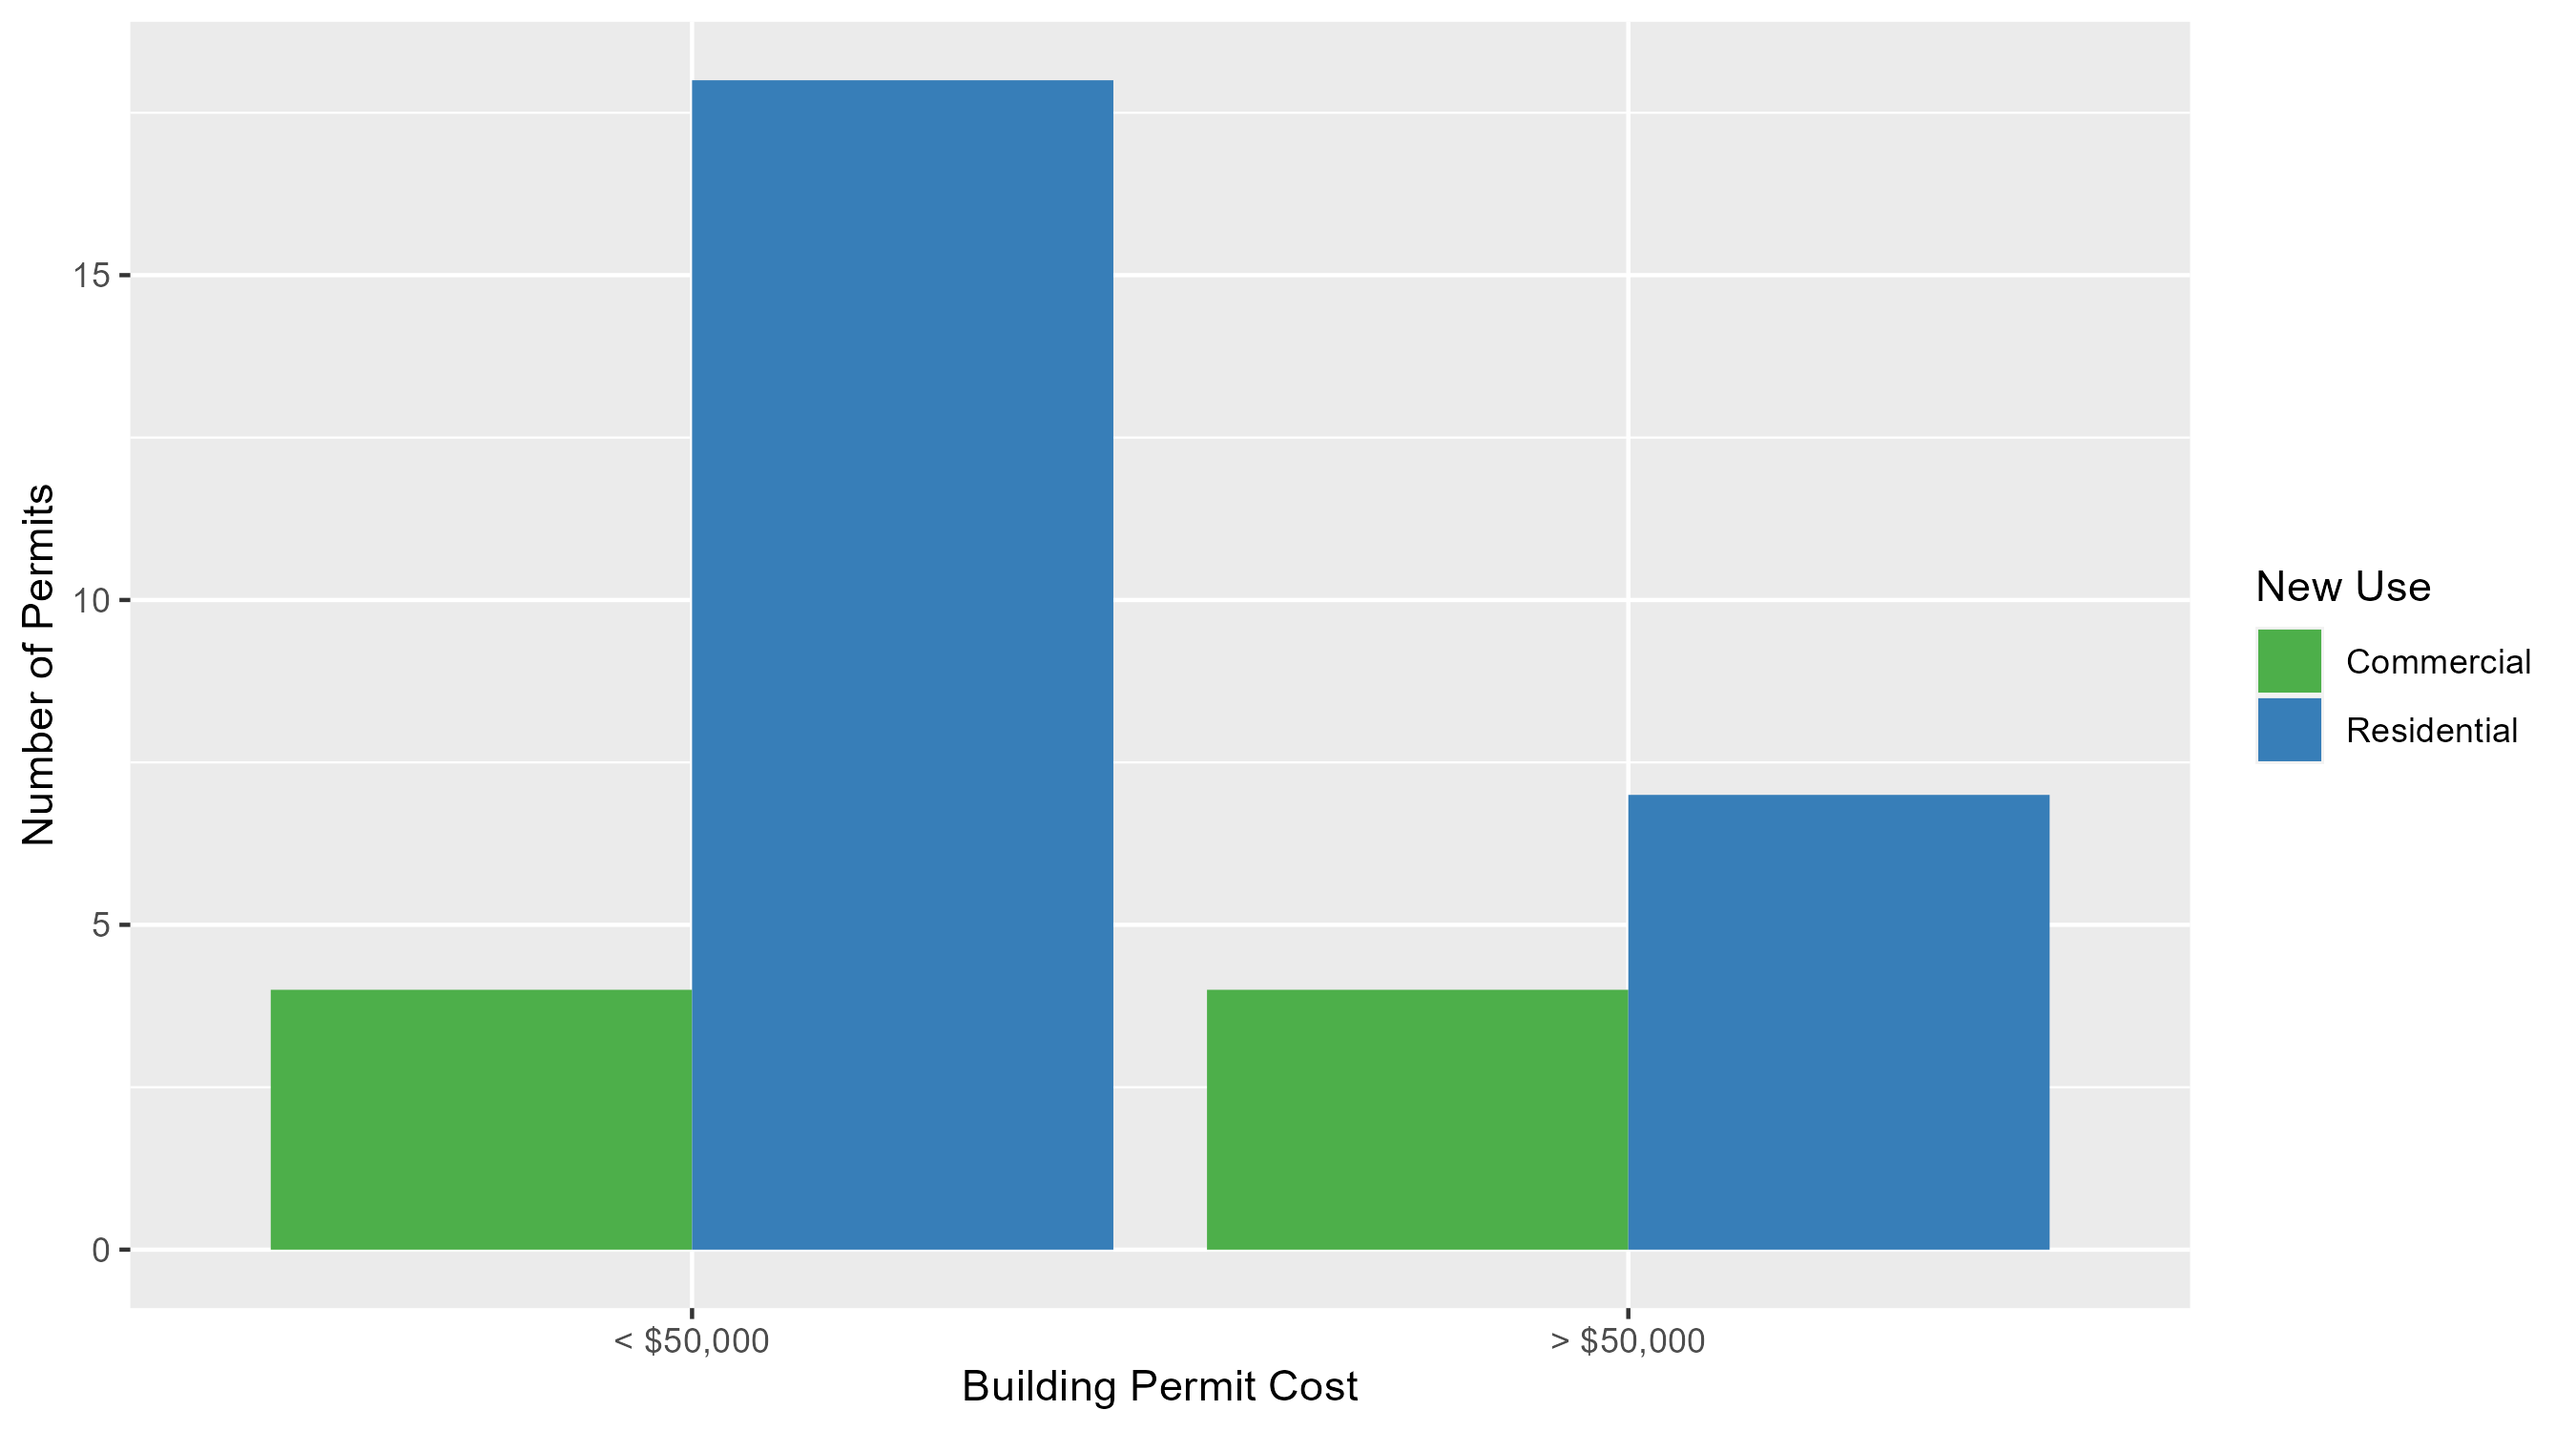 15
10
5
0
Number of Permits
< $50,000
> $50,000
Building Permit Cost
New Use
Commercial
Residential